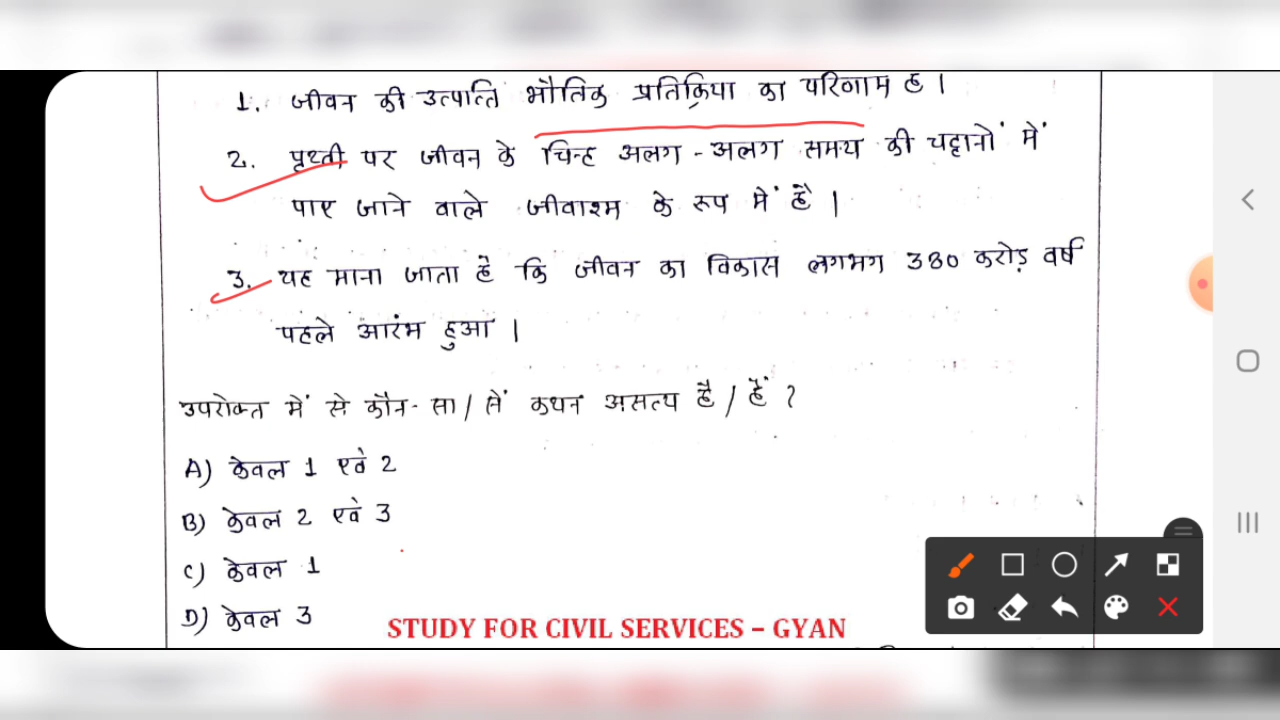 1. जीवन की उत्पत्ति भौतिक प्रतिक्रिया का परिणाम है।
2. पृथ्वी पर जीवन के चिन्ह अलग-अलग समय की चट्टानों में
पाए जाने वाले जीवाश्म के रूप में हैं।
3. यह माना जाता है कि जीवन का विकास लगभग 380 करोड़ वर्ष
पहले आरंभ हुआ।
उपरोक्त में से कौन-सा/सें कथन असत्य है/हैं?
A) केवल 1 एवं 2
B) केवल 2 एवं 3
C) केवल 1
D) केवल 3
STUDY FOR CIVIL SERVICES – GYAN